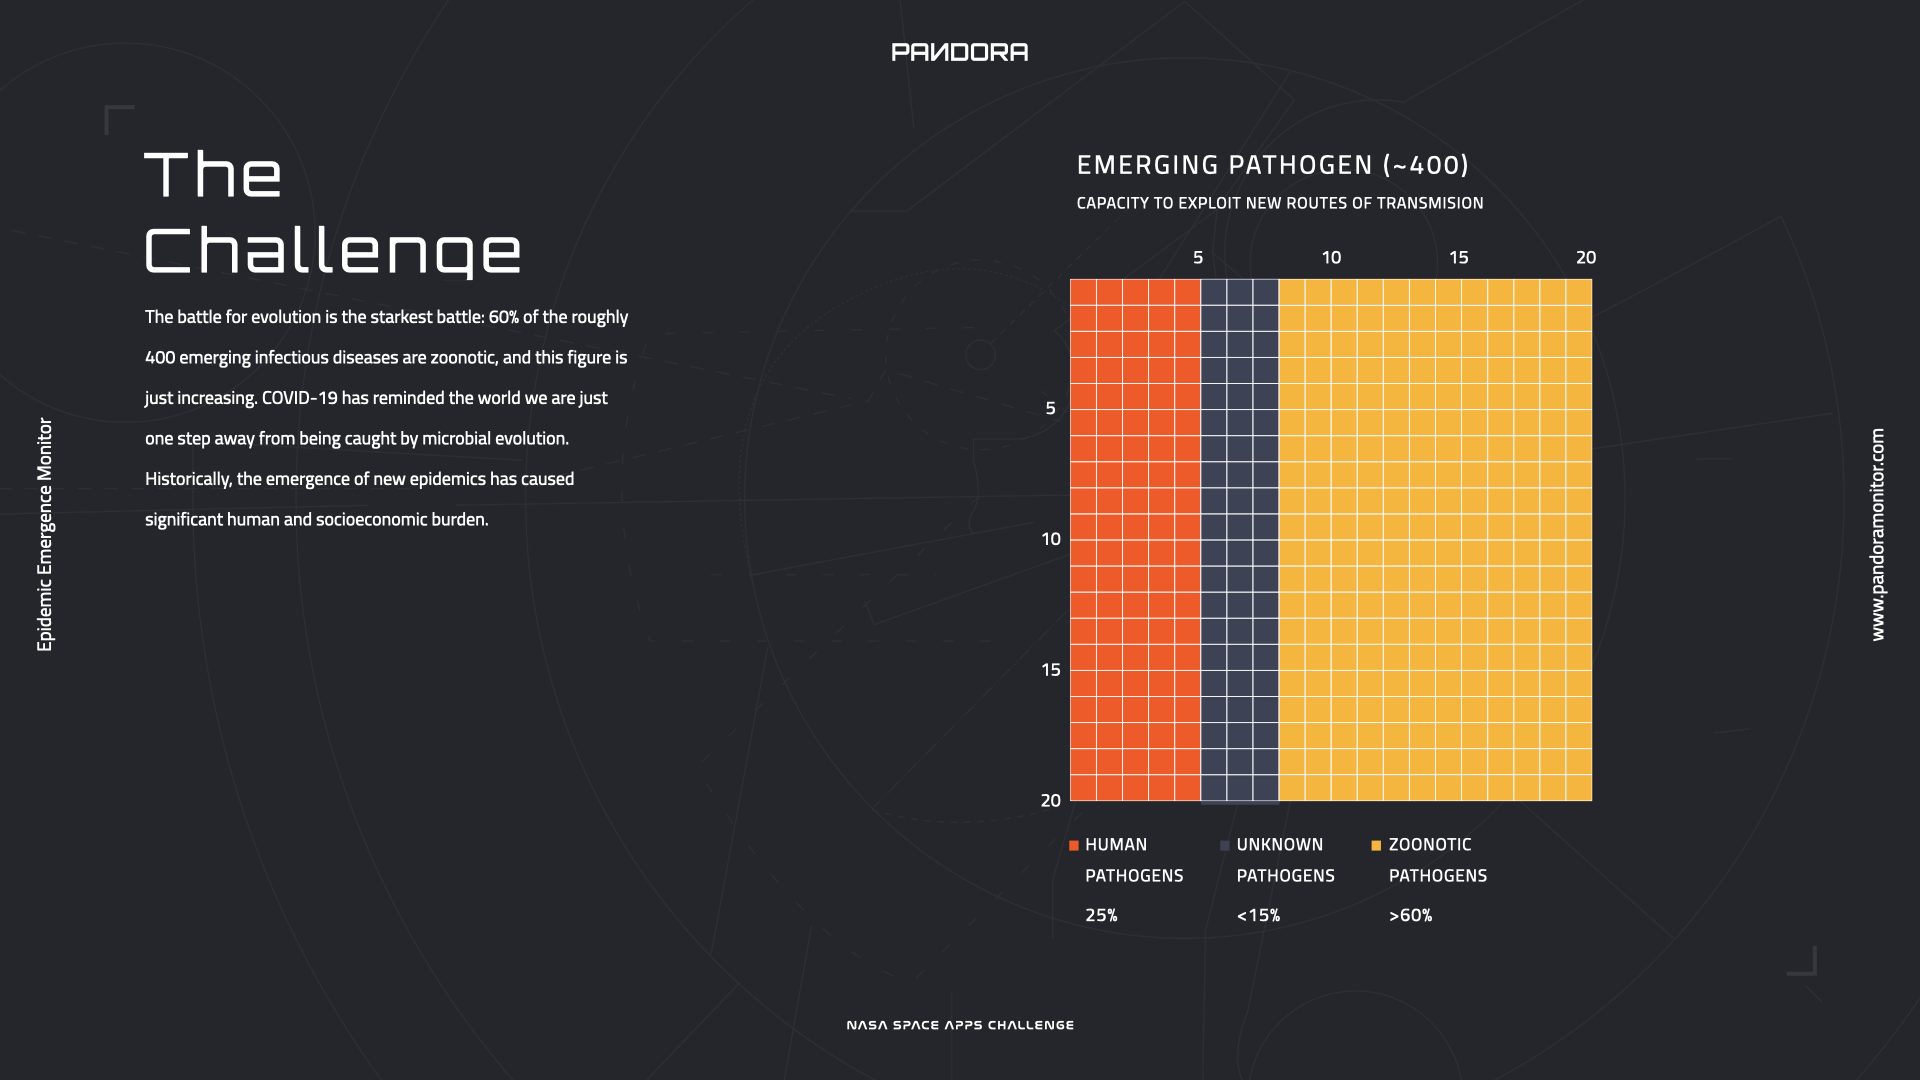 PANDORA
The
Challenge
The battle for evolution is the starkest battle: 60% of the roughly
400 emerging infectious diseases are zoonotic, and this figure is
just increasing. COVID-19 has reminded the world we are just
one step away from being caught by microbial evolution.
Historically, the emergence of new epidemics has caused
significant human and socioeconomic burden.
Epidemic Emergence Monitor
EMERGING PATHOGEN (~400)
CAPACITY TO EXPLOIT NEW ROUTES OF TRANSMISION
5 10 15 20
5
10
15
20
HUMAN
PATHOGENS
25%
UNKNOWN
PATHOGENS
<15%
ZOONOTIC
PATHOGENS
>60%
www.pandoramonitor.com
NASA SPACE APPS CHALLENGE